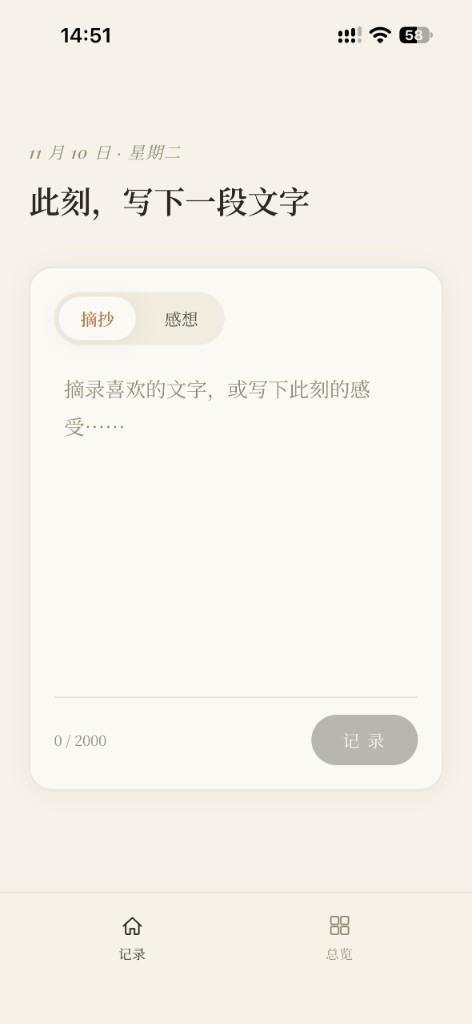 14:51
58
11 月 10 日 · 星期二
此刻，写下一段文字
摘抄
感想
摘录喜欢的文字，或写下此刻的感
受……
0 / 2000
记 录
记录
总览